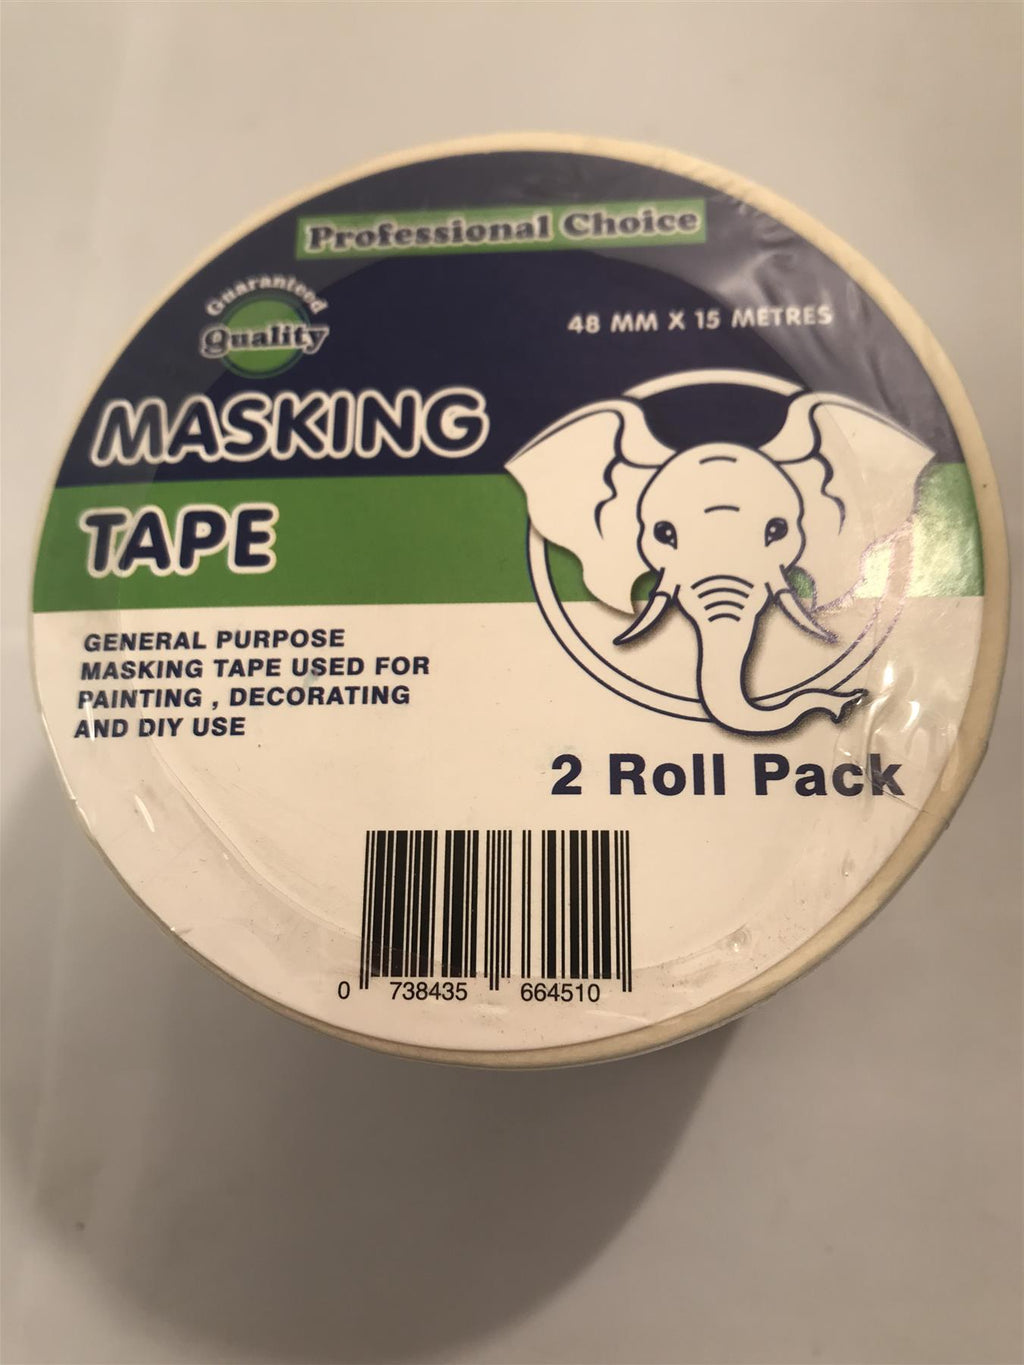 Professional Choice
Guaranteed
Quality
48 MM X 15 METRES
MASKING
TAPE
GENERAL PURPOSE
MASKING TAPE USED FOR
PAINTING , DECORATING
AND DIY USE
2 Roll Pack
0 738435 664510